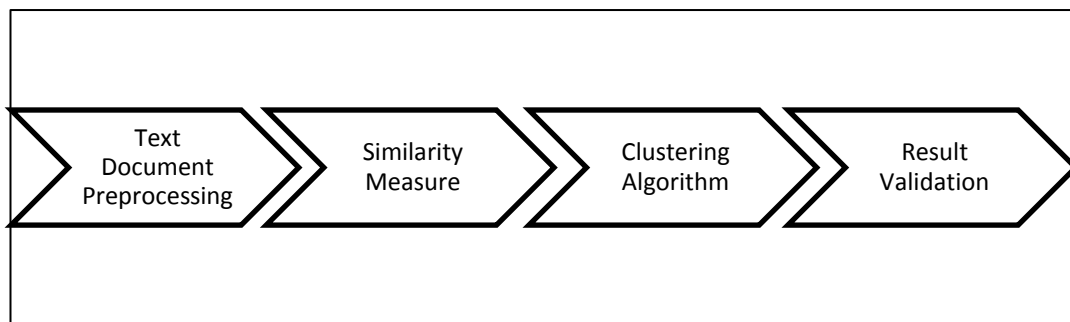 Text
Document
Preprocessing
Similarity
Measure
Clustering
Algorithm
Result
Validation